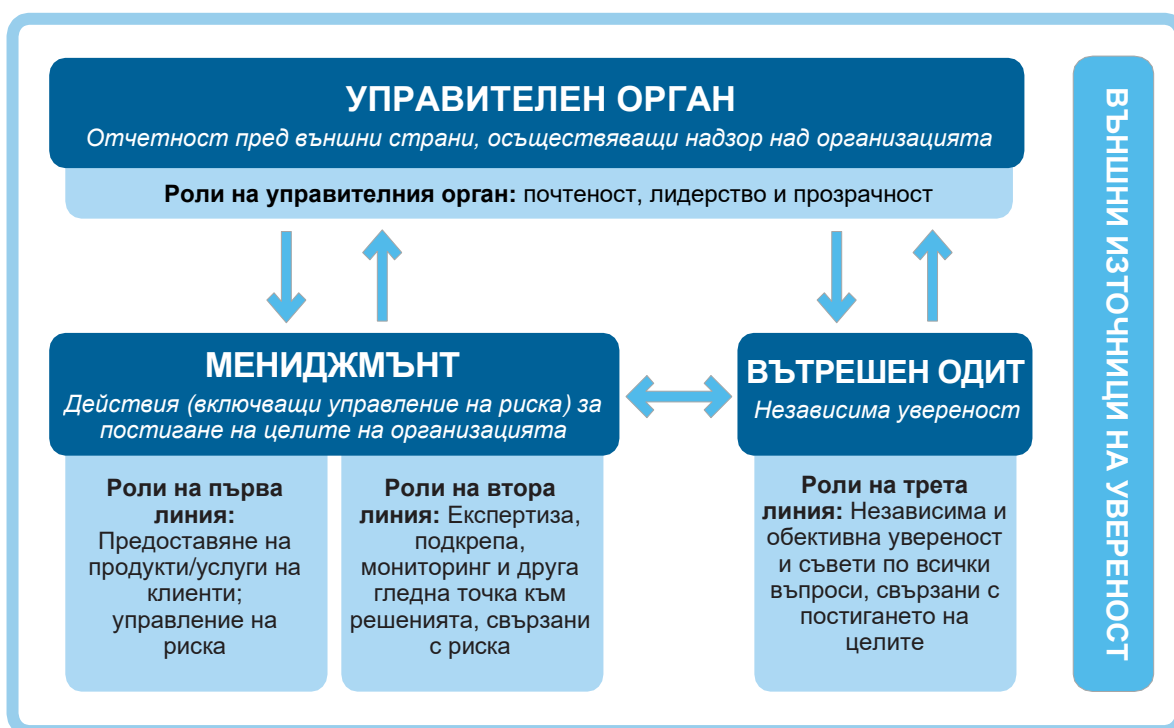 УПРАВИТЕЛЕН ОРГАН
Отчетност пред външни страни, осъществяващи надзор над организацията
Роли на управителния орган: почтеност, лидерство и прозрачност
МЕНИДЖМЪНТ
Действия (включващи управление на риска) за
постигане на целите на организацията
Роли на първа
линия:
Предоставяне на
продукти/услуги на
клиенти;
управление на
риска
Роли на втора
линия: Експертиза,
подкрепа,
мониторинг и друга
гледна точка към
решенията, свързани
с риска
ВЪТРЕШЕН ОДИТ
Независима увереност
Роли на трета
линия: Независима и
обективна увереност
и съвети по всички
въпроси, свързани с
постигането на
целите
ВЪНШНИ ИЗТОЧНИЦИ НА УВЕРЕНОСТ